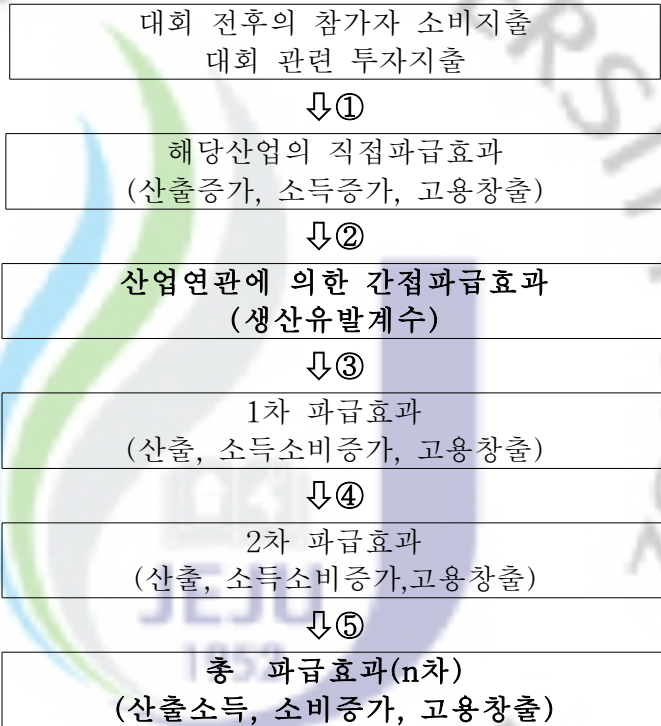 대회 전후의 참가자 소비지출
대회 관련 투자지출
⇩①
해당산업의 직접파급효과
(산출증가, 소득증가, 고용창출)
⇩②
산업연관에 의한 간접파급효과
(생산유발계수)
⇩③
1차 파급효과
(산출, 소득소비증가, 고용창출)
⇩④
2차 파급효과
(산출, 소득소비증가,고용창출)
JEJU
⇩⑤
1952
총 파급효과(n차)
(산출소득, 소비증가, 고용창출)